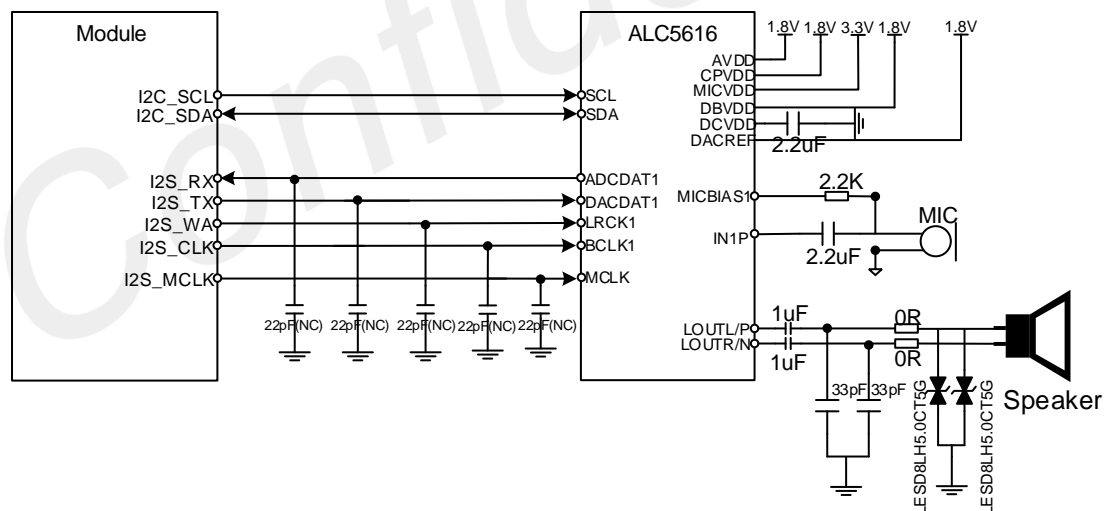 Confid
Module
ALC5616
1.8V 1.8V 3.3V 1.8V 1.8V
AVDD
CPVDD
MICVDD
DBVDD
DCVDD
DACREF
2.2uF
I2C_SCL
SCL
I2C_SDA
SDA
I2S_RX
ADCDAT1
I2S_TX
DACDAT1
I2S_WA
LRCK1
I2S_CLK
BCLK1
I2S_MCLK
MCLK
22pF(NC) 22pF(NC) 22pF(NC) 22pF(NC) 22pF(NC)
MICBIAS1
2.2K
MIC
IN1P
2.2uF
LOUTL/P
1uF
0R
LOUTR/N
1uF
0R
33pF 33pF
LESD8LH5.0CT5G
LESD8LH5.0CT5G
Speaker